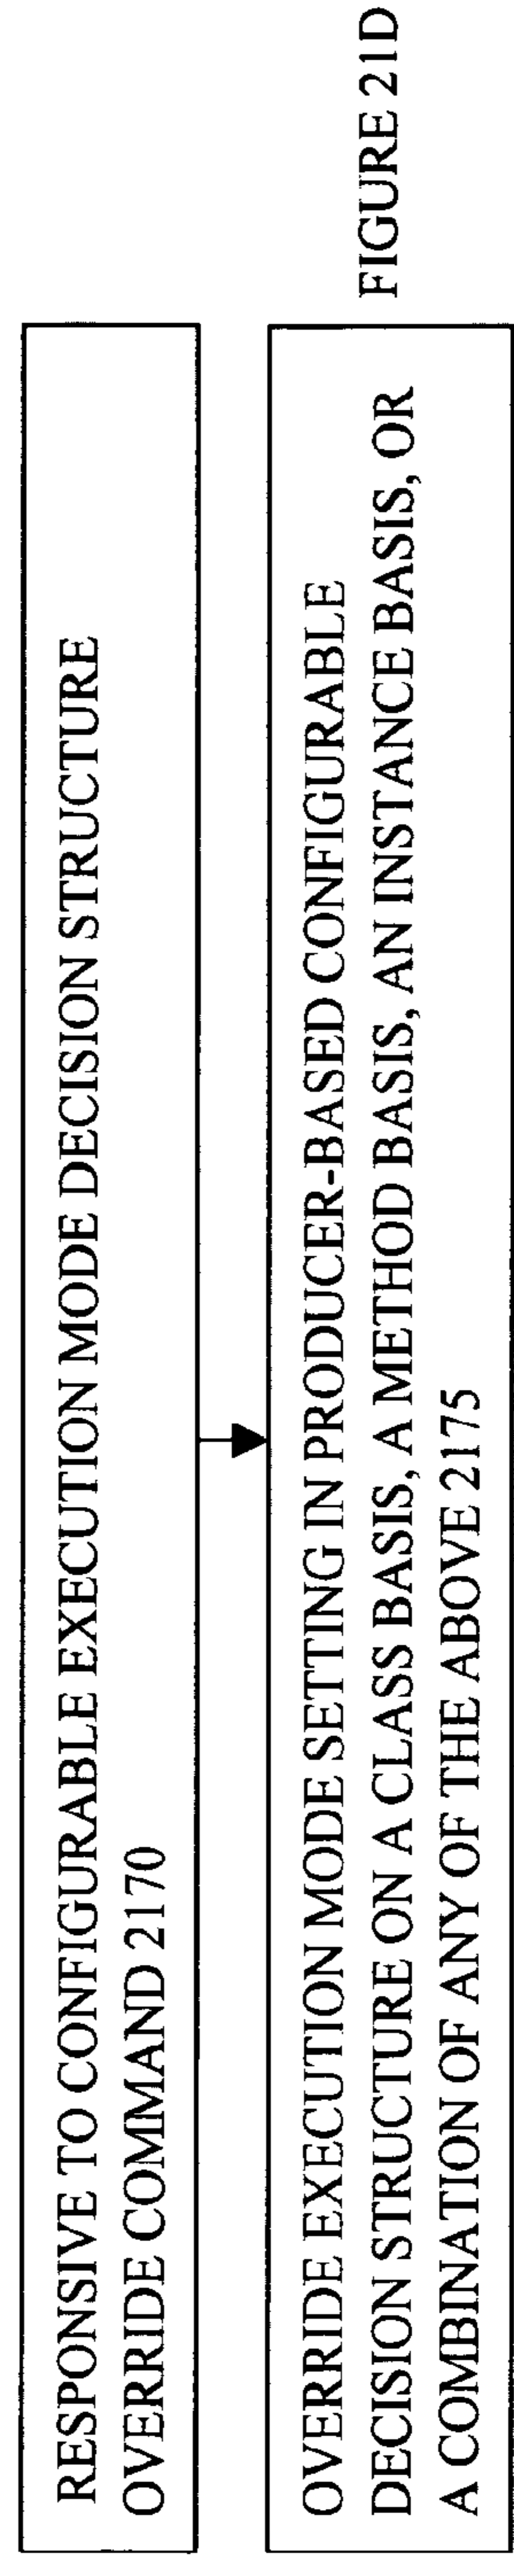 RESPONSIVE TO CONFIGURABLE EXECUTION MODE DECISION STRUCTURE
OVERRIDE COMMAND 2170
OVERRIDE EXECUTION MODE SETTING IN PRODUCER-BASED CONFIGURABLE
DECISION STRUCTURE ON A CLASS BASIS, A METHOD BASIS, AN INSTANCE BASIS, OR
A COMBINATION OF ANY OF THE ABOVE 2175
FIGURE 21D